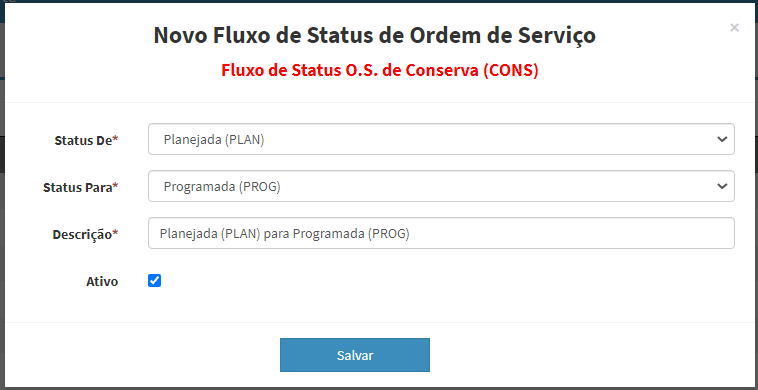 Novo Fluxo de Status de Ordem de Serviço
×
Fluxo de Status O.S. de Conserva (CONS)
Status De* Planejada (PLAN)
Status Para* Programada (PROG)
Descrição* Planejada (PLAN) para Programada (PROG)
Ativo
Salvar